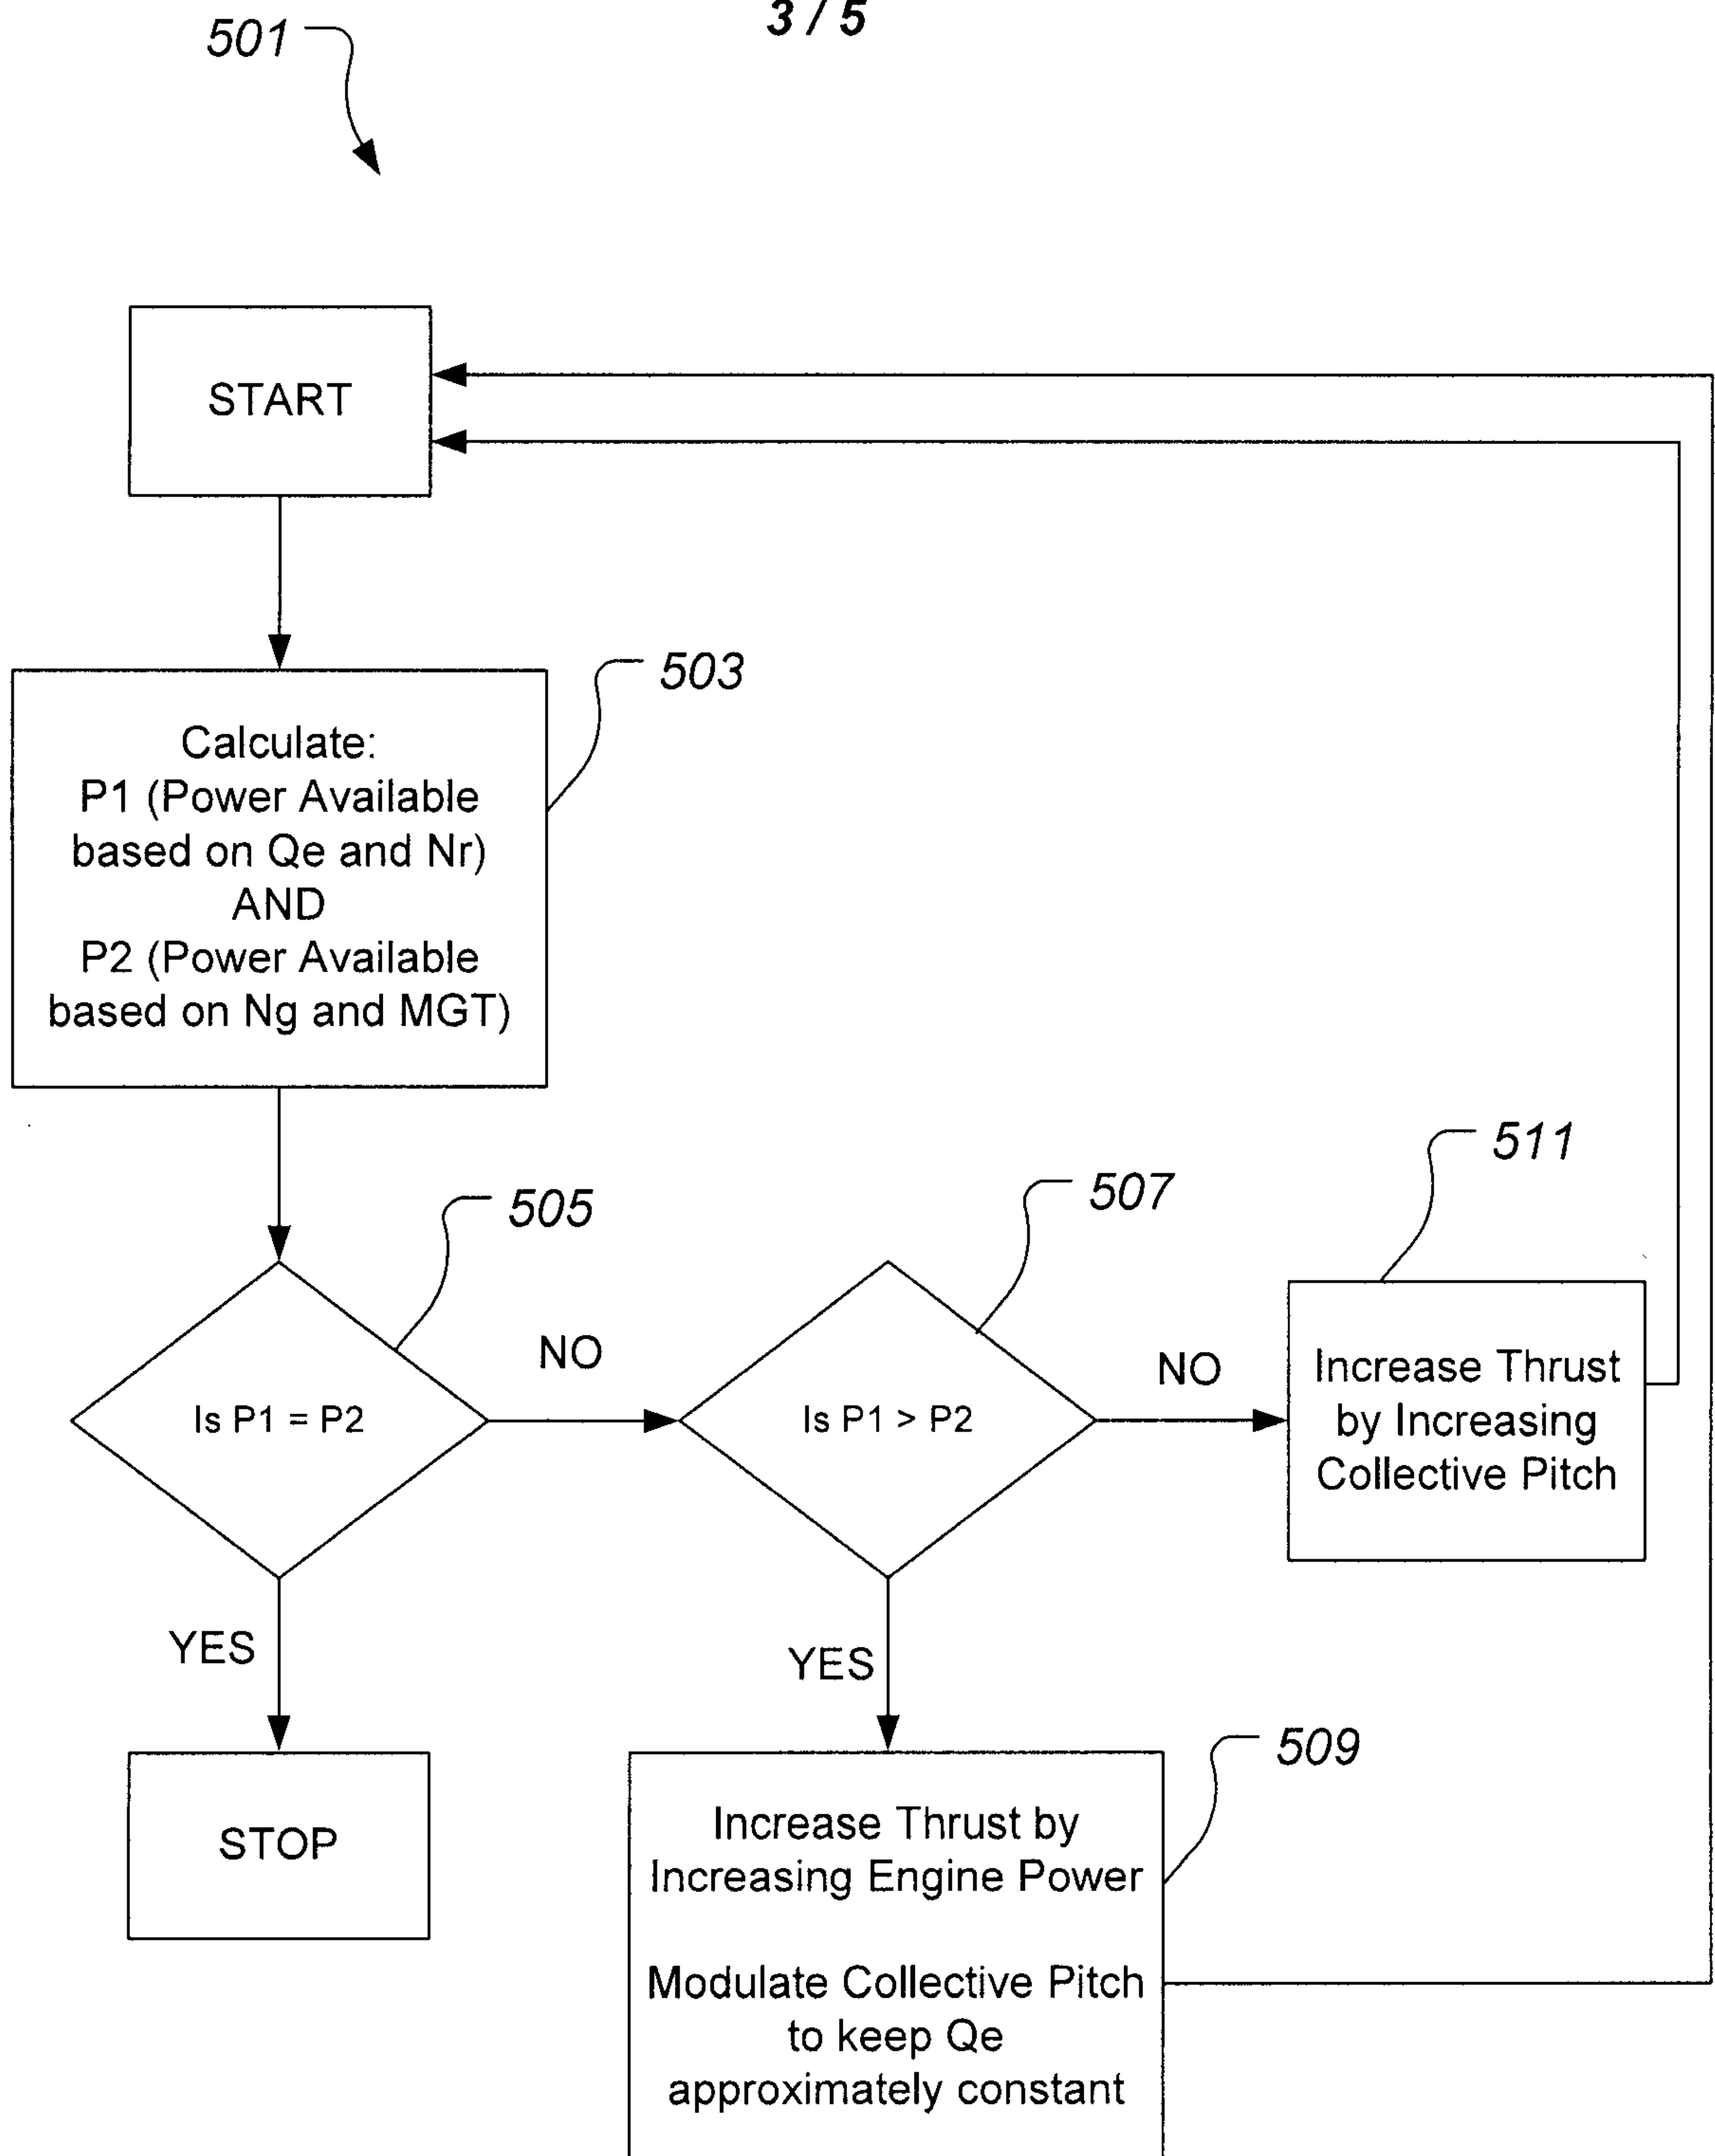 3 / 5
501
START
503
Calculate:
P1 (Power Available
based on Qe and Nr)
AND
P2 (Power Available
based on Ng and MGT)
505
Is P1 = P2
NO
507
Is P1 > P2
NO
511
Increase Thrust
by Increasing
Collective Pitch
YES
STOP
YES
509
Increase Thrust by
Increasing Engine Power
Modulate Collective Pitch
to keep Qe
approximately constant